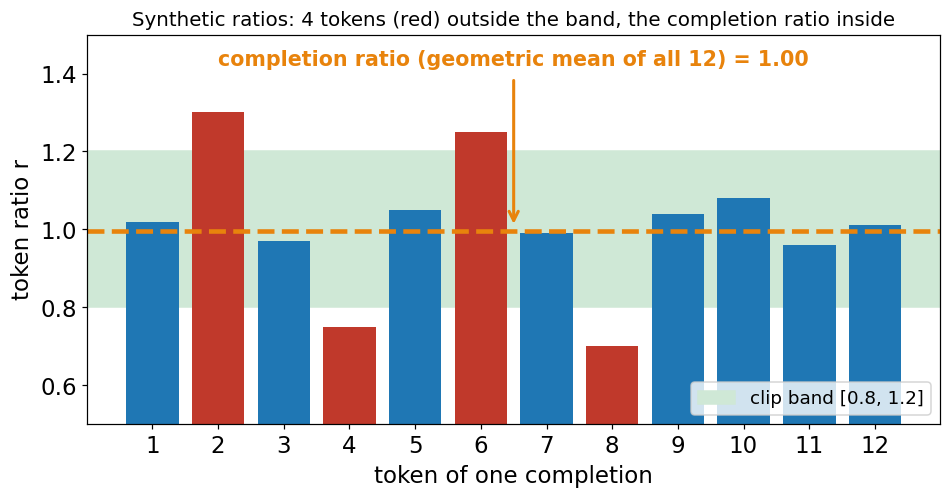 Synthetic ratios: 4 tokens (red) outside the band, the completion ratio inside
completion ratio (geometric mean of all 12) = 1.00
1.4
1.2
1.0
0.8
0.6
token ratio r
clip band [0.8, 1.2]
1 2 3 4 5 6 7 8 9 10 11 12
token of one completion